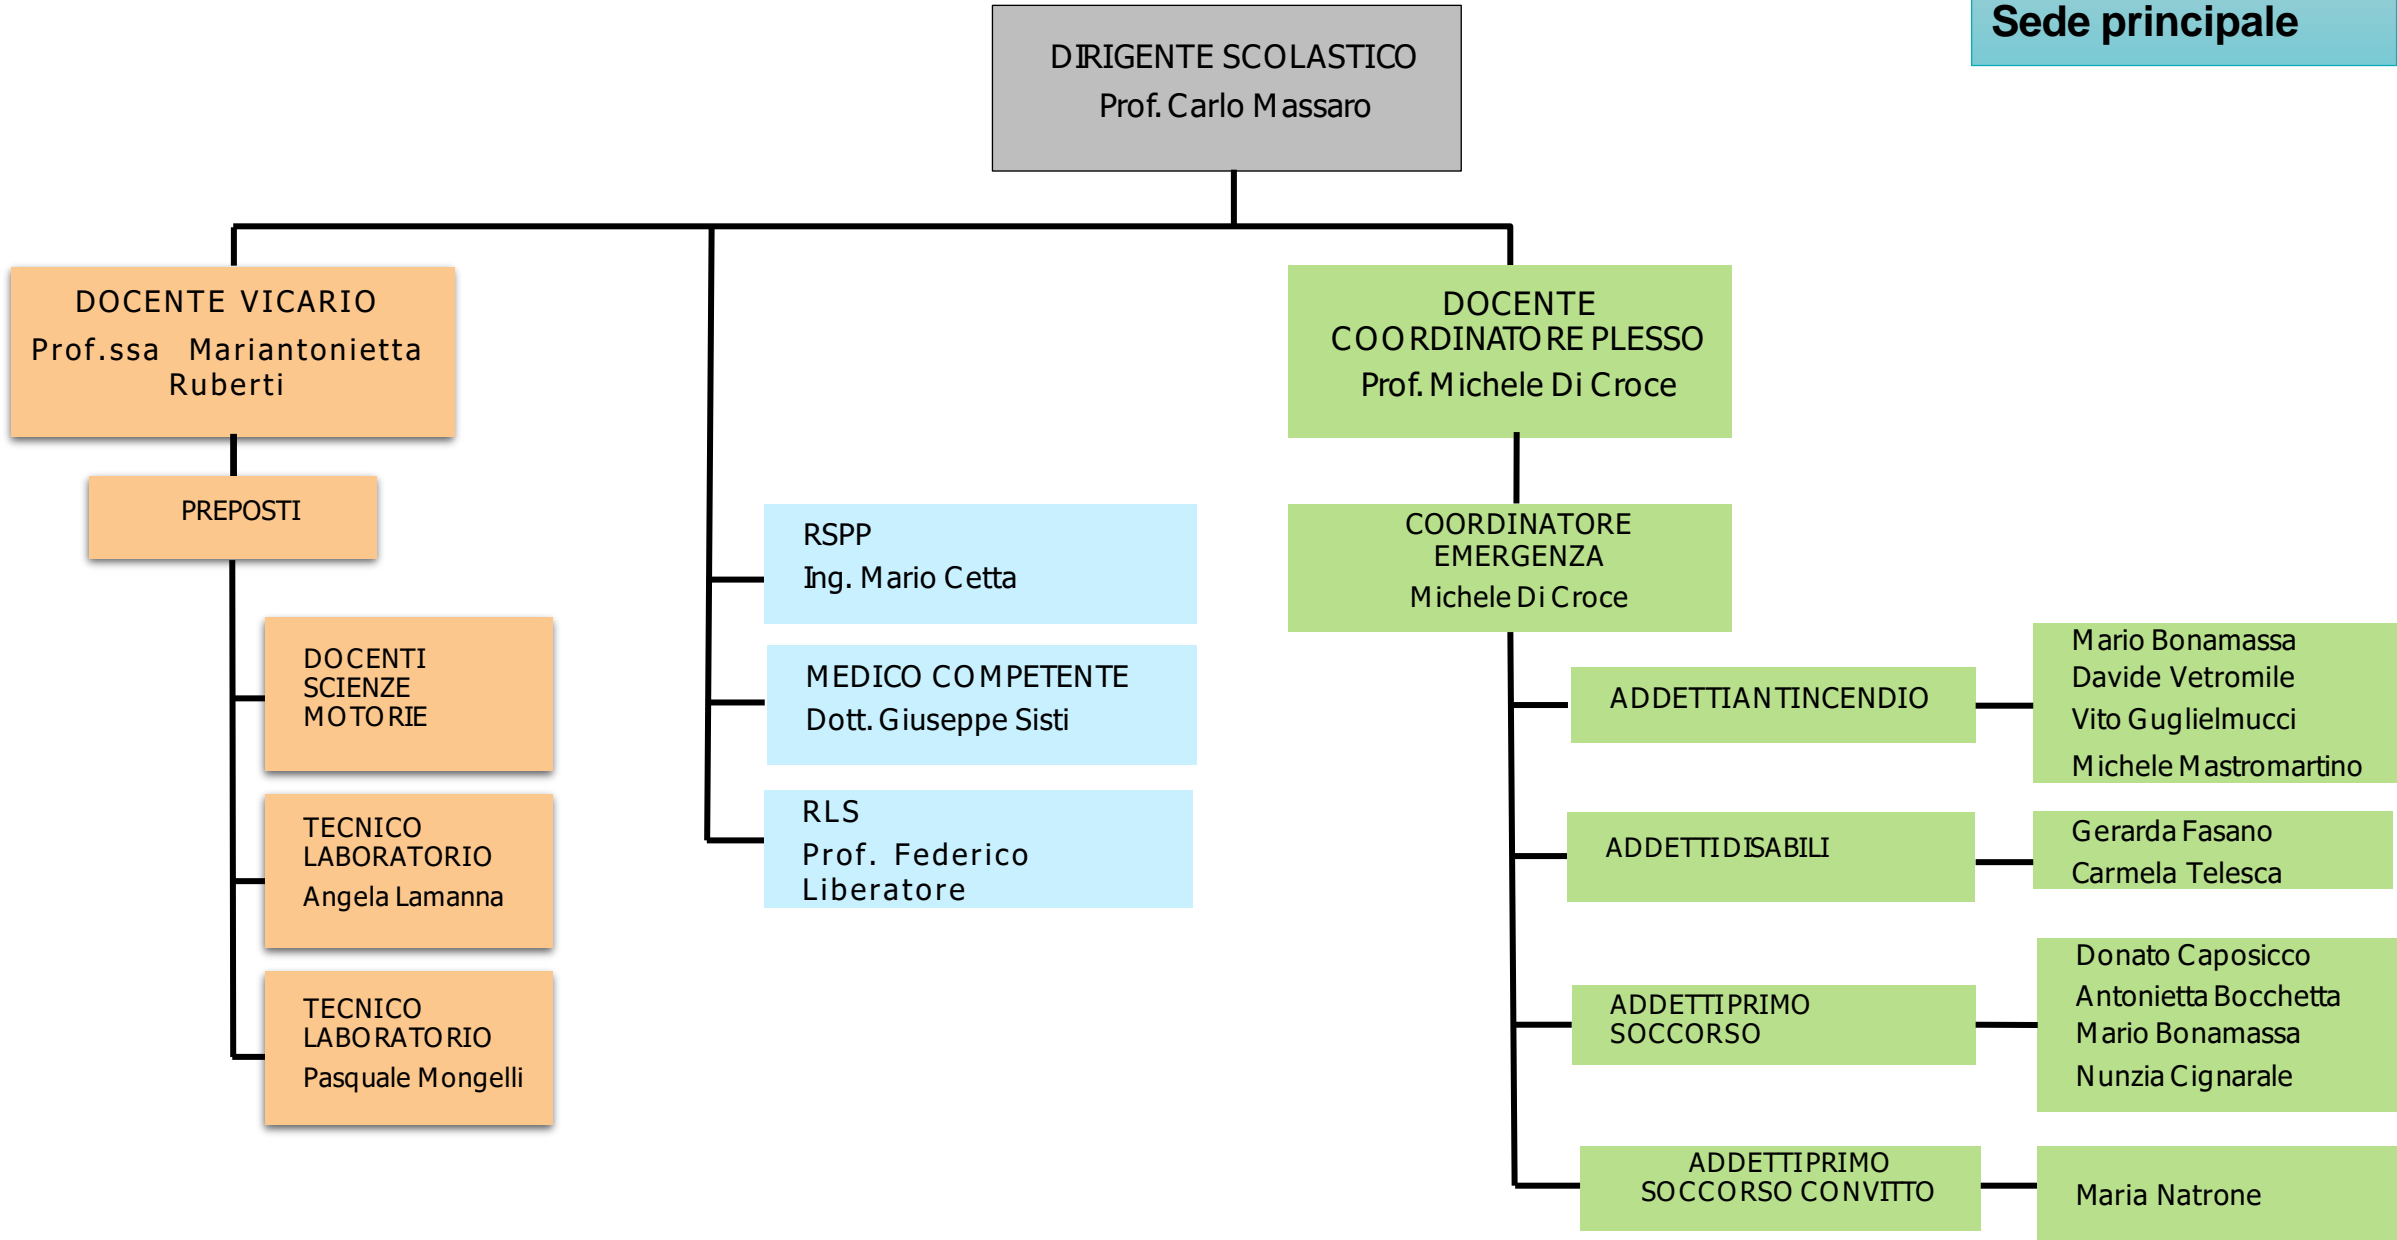 Sede principale
DIRIGENTE SCOLASTICO
Prof. Carlo Massaro
DOCENTE VICARIO
Prof.ssa Mariantonietta
Ruberti
PREPOSTI
DOCENTI
SCIENZE
MOTORIE
TECNICO
LABORATORIO
Angela Lamanna
TECNICO
LABORATORIO
Pasquale Mongelli
RSPP
Ing. Mario Cetta
MEDICO COMPETENTE
Dott. Giuseppe Sisti
RLS
Prof. Federico
Liberatore
DOCENTE
COORDINATORE PLESSO
Prof. Michele Di Croce
COORDINATORE
EMERGENZA
Michele Di Croce
ADDETTI ANTINCENDIO
Mario Bonamassa
Davide Vetromile
Vito Guglielmucci
Michele Mastromartino
ADDETTI DISABILI
Gerarda Fasano
Carmela Telesca
ADDETTI PRIMO
SOCCORSO
Donato Caposicco
Antonietta Bocchetta
Mario Bonamassa
Nunzia Cignarale
ADDETTI PRIMO
SOCCORSO CONVITTO
Maria Natrone